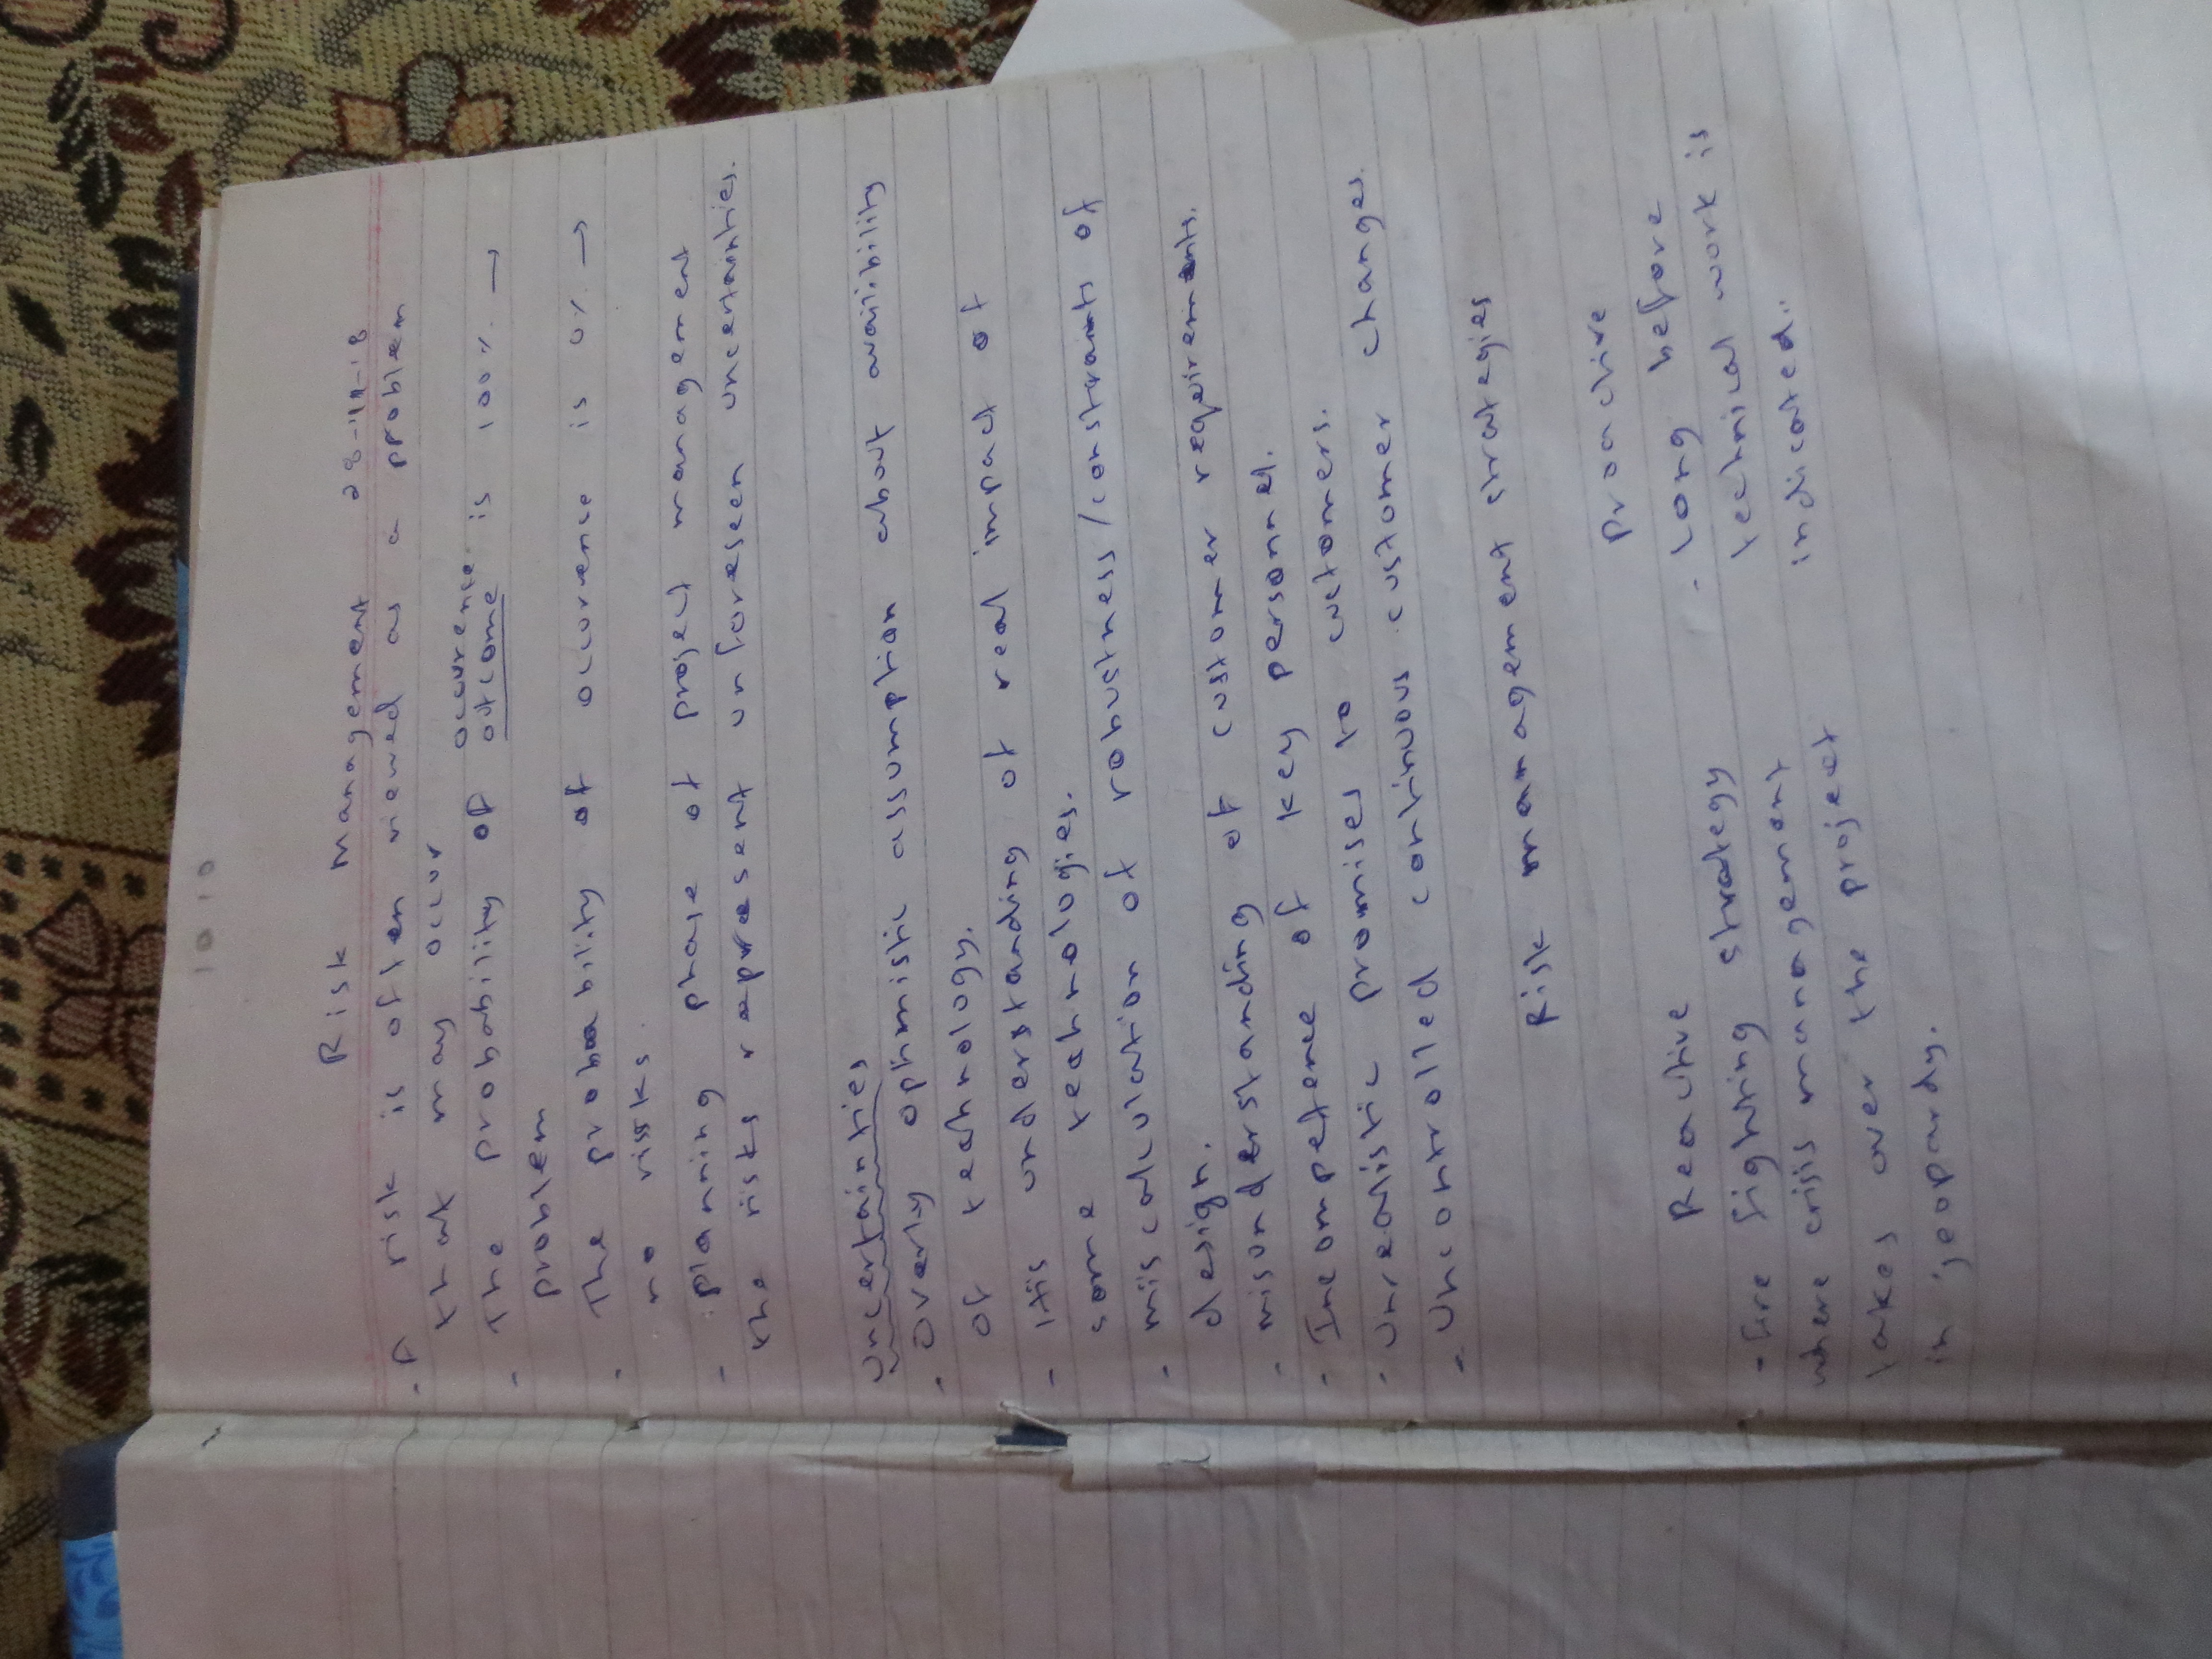 1010
Risk management 28-11-18
- A risk is often viewed as a problem
that may occur
occurence
- The probability of outcome is 100% →
problem
- The probability of occurrence is 0% →
no risks.
- planning phase of project management
the risks represent unforeseen uncertainties.
uncertainties
- overly optimistic assumption about availibility
of technology.
- understanding of real impact of
some technologies.
- miscalculation of robustness/constraints of
design.
- misunderstanding of customer requirements.
- Incompetence of key personnel.
- unrealistic promises to customers.
- Uncontrolled continuous customer changes.
Risk management strategies
Proactive
Reactive
- long before
- fire fighting strategy
technical work is
where crisis management
indicated..
takes over the project
in jeopardy.